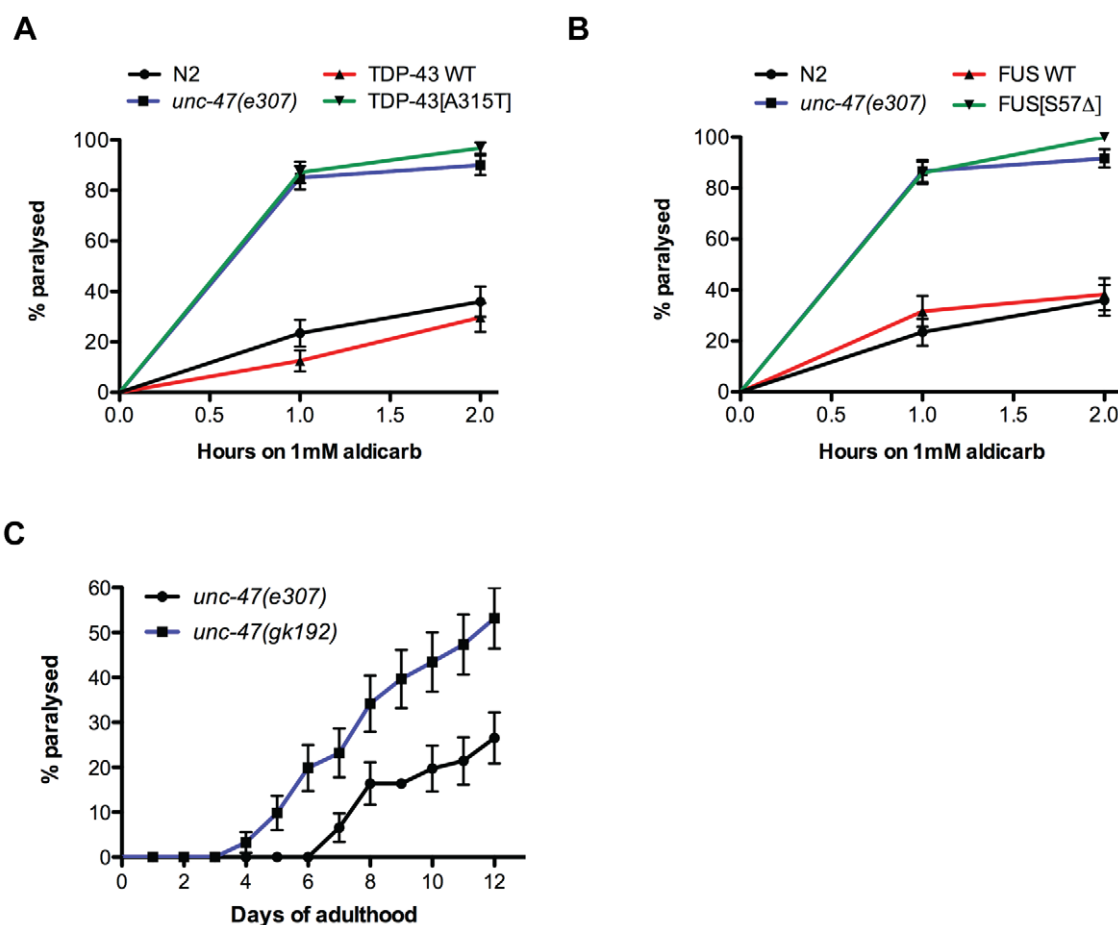 A
N2
unc-47(e307)
TDP-43 WT
TDP-43[A315T]
100
80
60
40
20
0
% paralysed
0.0 0.5 1.0 1.5 2.0
Hours on 1mM aldicarb
B
N2
unc-47(e307)
FUS WT
FUS[S57Δ]
100
80
60
40
20
0
% paralysed
0.0 0.5 1.0 1.5 2.0
Hours on 1mM aldicarb
C
unc-47(e307)
unc-47(gk192)
60
50
40
30
20
10
0
% paralysed
0 2 4 6 8 10 12
Days of adulthood